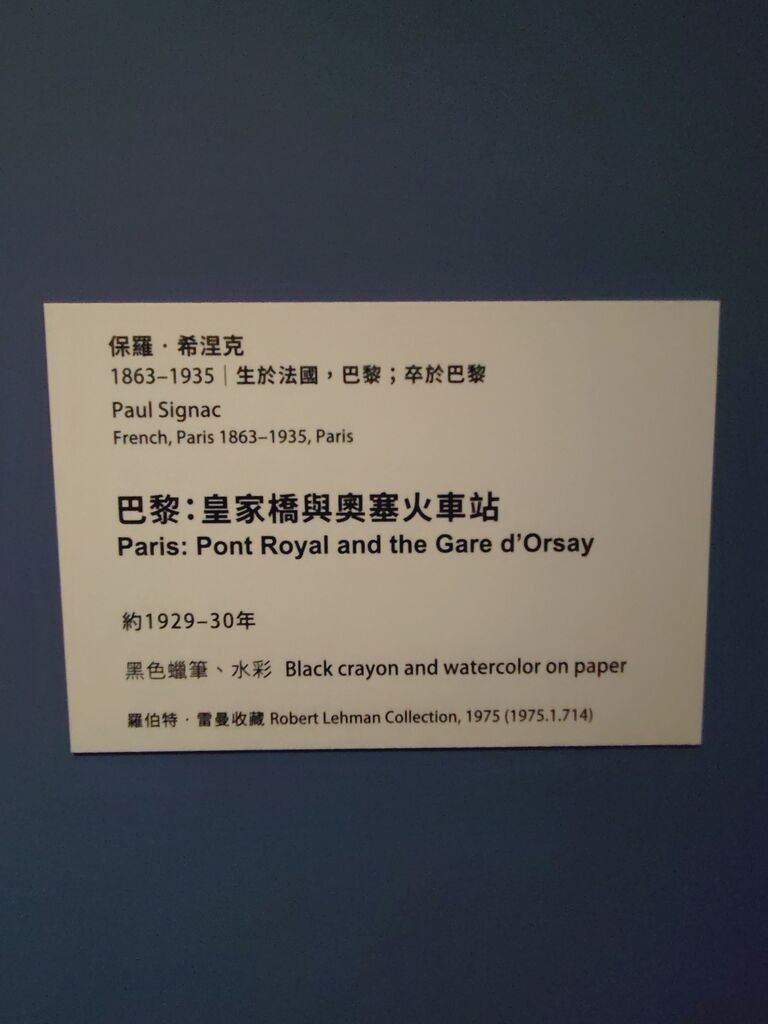 保羅·希涅克
1863–1935｜生於法國，巴黎；卒於巴黎
Paul Signac
French, Paris 1863–1935, Paris
巴黎：皇家橋與奧塞火車站
Paris: Pont Royal and the Gare d’Orsay
約1929–30年
黑色蠟筆、水彩 Black crayon and watercolor on paper
羅伯特·雷曼收藏 Robert Lehman Collection, 1975 (1975.1.714)